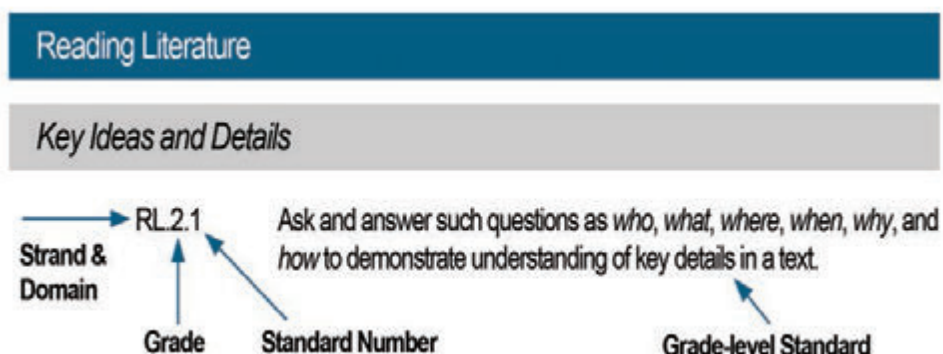 Reading Literature
Key Ideas and Details
RL.2.1 Ask and answer such questions as who, what, where, when, why, and
how to demonstrate understanding of key details in a text.
Strand &
Domain
Grade Standard Number Grade-level Standard